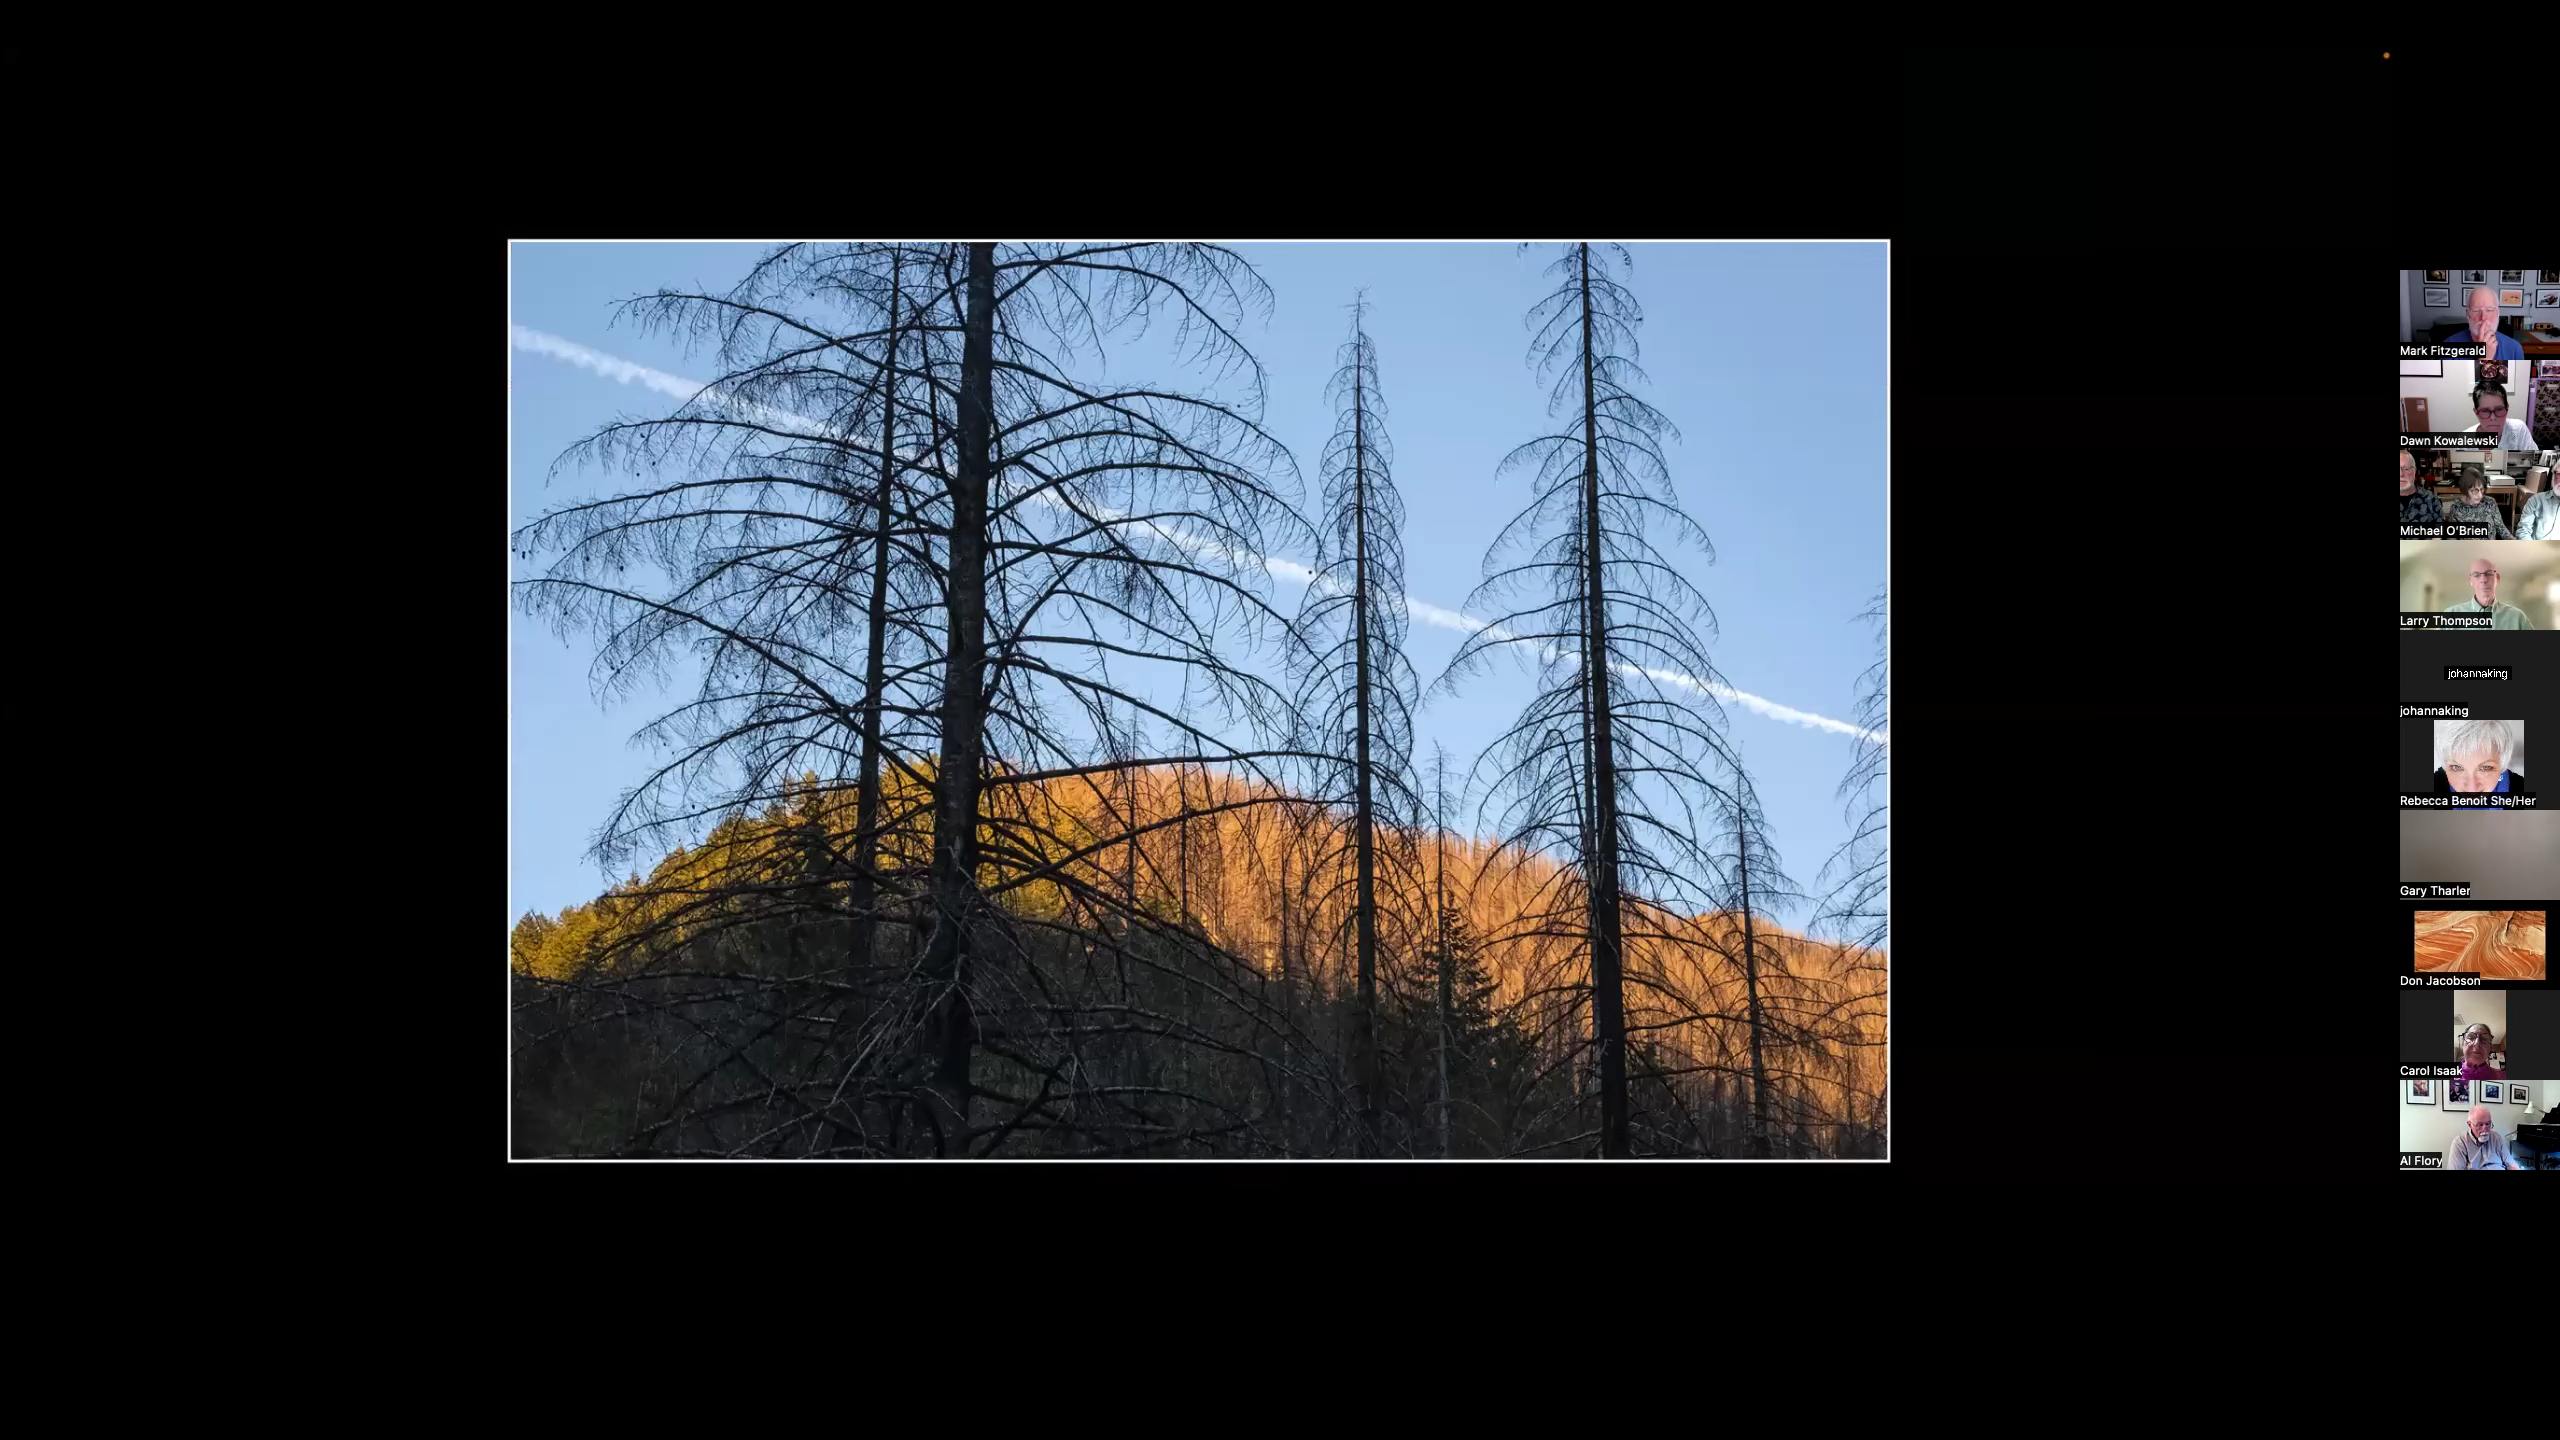 Mark Fitzgerald
Dawn Kowalewski
Michael O'Brien
Larry Thompson
johannaking
johannaking
Rebecca Benoit She/Her
Gary Tharler
Don Jacobson
Carol Isaak
Al Flory